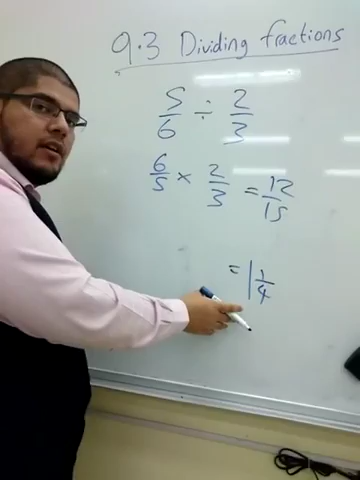 9.3 Dividing fractions
5/6 ÷ 2/3
6/5 × 2/3 = 12/15
= 1 1/4